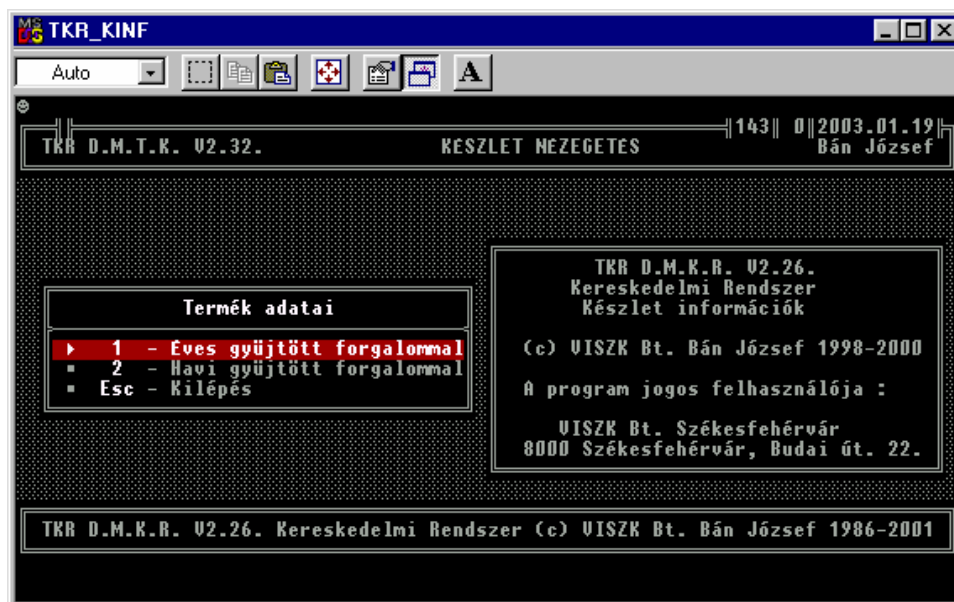 TKR_KINF
Auto
A
143 0 2003.01.19
TKR D.M.T.K. V2.32. KÉSZLET NÉZEGETÉS Bán József
TKR D.M.K.R. V2.26.
Kereskedelmi Rendszer
Készlet információk
(c) VISZK Bt. Bán József 1998-2000
A program jogos felhasználója :
VISZK Bt. Székesfehérvár
8000 Székesfehérvár, Budai út. 22.
Termék adatai
1 - Éves gyüjtött forgalommal
2 - Havi gyüjtött forgalommal
Esc - Kilépés
TKR D.M.K.R. V2.26. Kereskedelmi Rendszer (c) VISZK Bt. Bán József 1986-2001